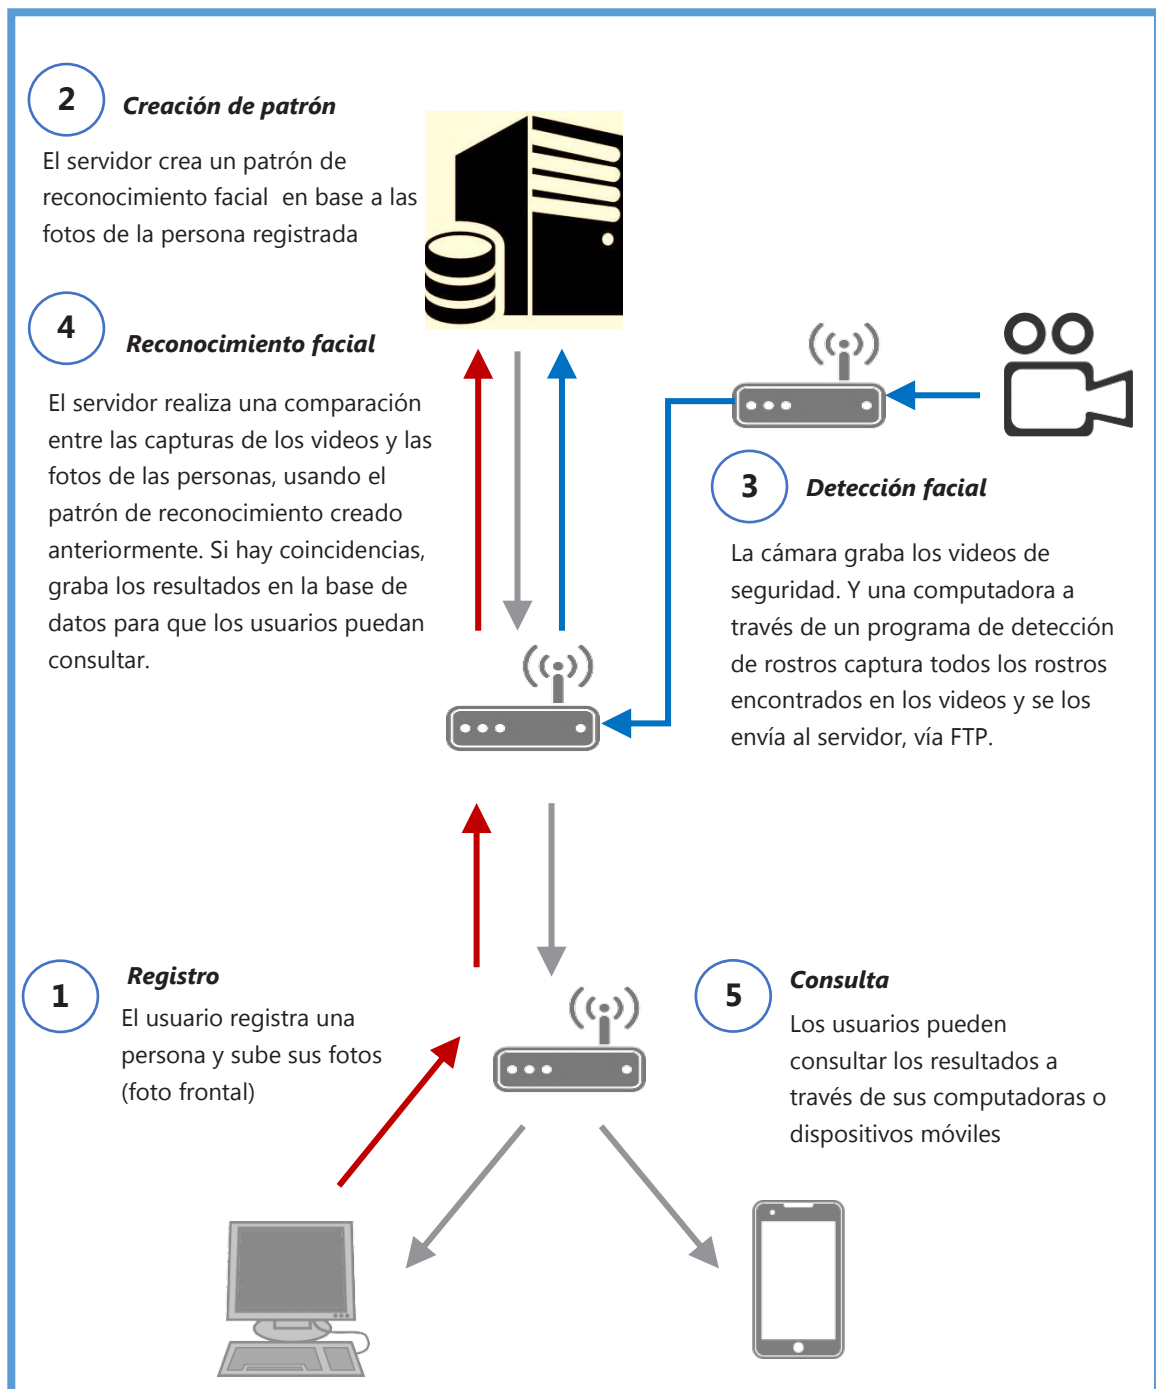 2
Creación de patrón
El servidor crea un patrón de
reconocimiento facial en base a las
fotos de la persona registrada
4
Reconocimiento facial
El servidor realiza una comparación
entre las capturas de los videos y las
fotos de las personas, usando el
patrón de reconocimiento creado
anteriormente. Si hay coincidencias,
graba los resultados en la base de
datos para que los usuarios puedan
consultar.
3
Detección facial
La cámara graba los videos de
seguridad. Y una computadora a
través de un programa de detección
de rostros captura todos los rostros
encontrados en los videos y se los
envía al servidor, vía FTP.
1
Registro
El usuario registra una
persona y sube sus fotos
(foto frontal)
5
Consulta
Los usuarios pueden
consultar los resultados a
través de sus computadoras o
dispositivos móviles